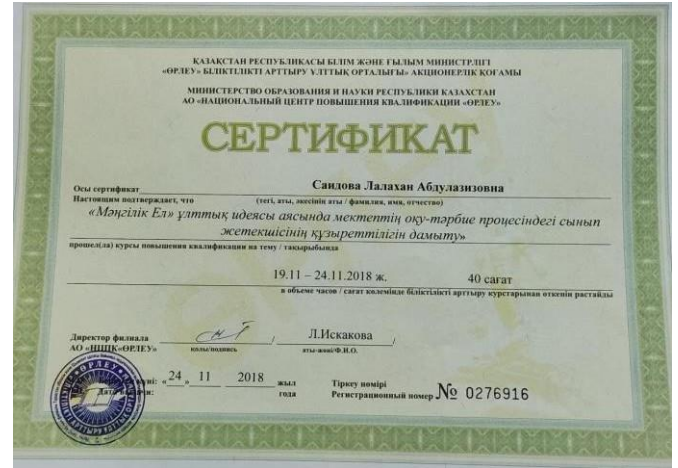 ҚАЗАҚСТАН РЕСПУБЛИКАСЫ БІЛІМ ЖӘНЕ ҒЫЛЫМ МИНИСТРЛІГІ
«ӨРЛЕУ» БІЛІКТІЛІКТІ АРТТЫРУ ҰЛТТЫҚ ОРТАЛЫҒЫ» АКЦИОНЕРЛІК ҚОҒАМЫ
МИНИСТЕРСТВО ОБРАЗОВАНИЯ И НАУКИ РЕСПУБЛИКИ КАЗАХСТАН
АО «НАЦИОНАЛЬНЫЙ ЦЕНТР ПОВЫШЕНИЯ КВАЛИФИКАЦИИ «ӨРЛЕУ»
СЕРТИФИКАТ
Осы сертификат Саидова Лалахан Абдулазизовна
Настоящим подтверждает, что (тегі, аты, әкесінің аты / фамилия, имя, отчество)
«Мәңгілік Ел» ұлттық идеясы аясында мектептің оқу-тәрбие процесіндегі сынып
жетекшісінің құзыреттілігін дамыту»
прошел(ла) курсы повышения квалификации на тему / тақырыбында
19.11 – 24.11.2018 ж. 40 сағат
в объеме часов / сағат көлемінде біліктілікті арттыру курстарынан өткенін растайды
Директор филиала Л.Искакова /
АО «НЦПК«ӨРЛЕУ» қолы/подпись аты-жөні/Ф.И.О.
күні: « 24 » 11 2018 жыл Тіркеу нөмірі
Дата года Регистрационный номер № 0276916